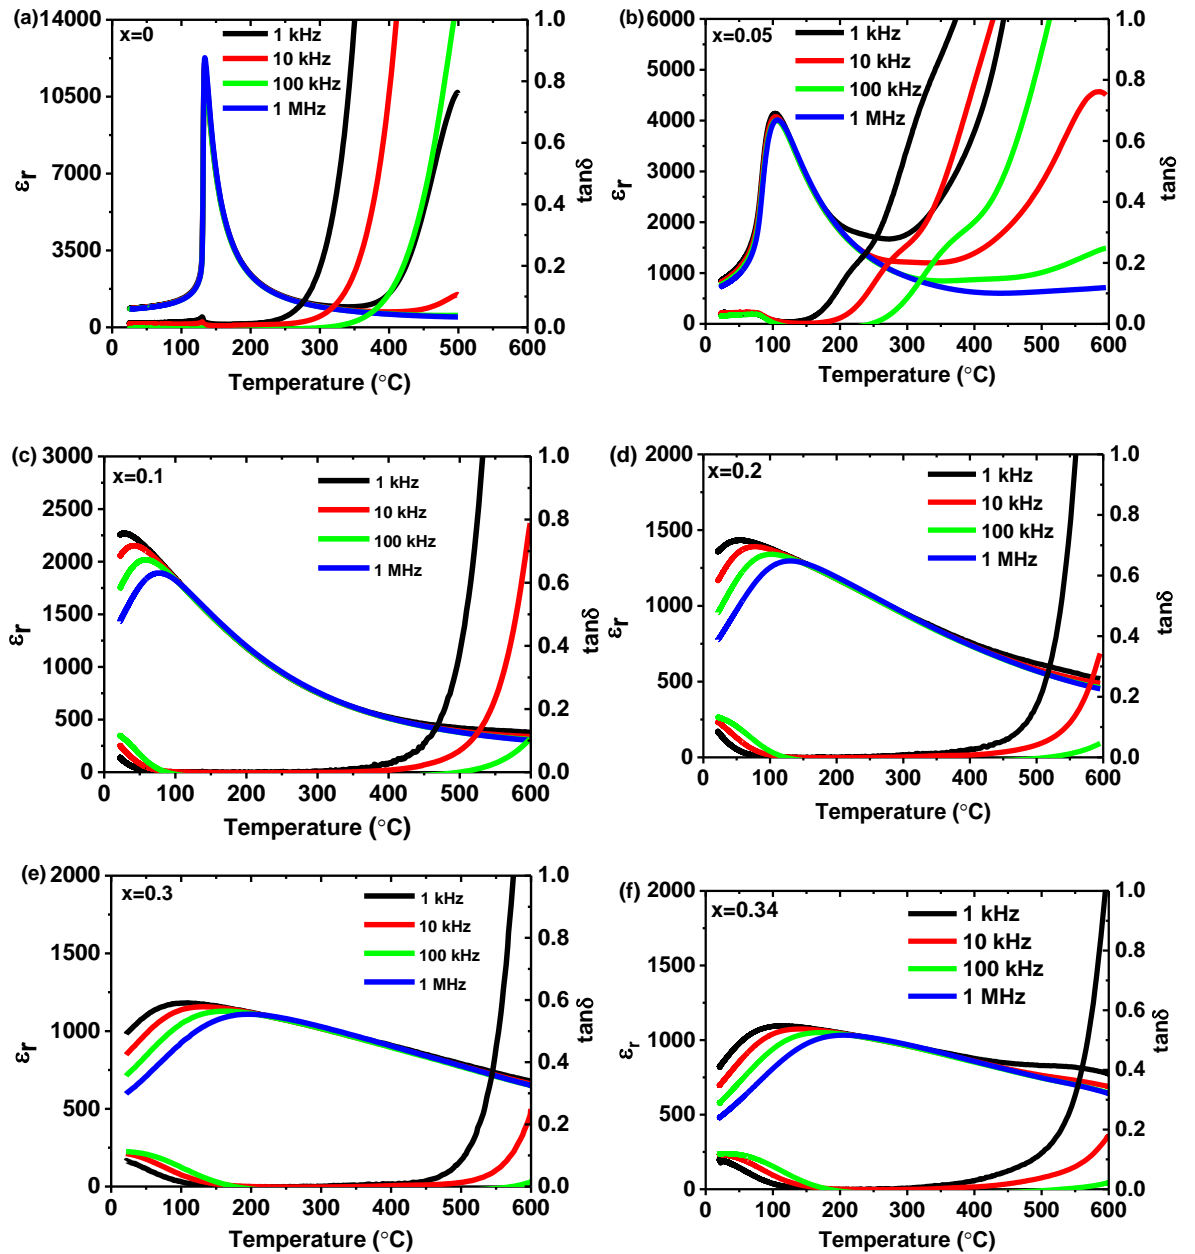 (a)
x=0
1 kHz
10 kHz
100 kHz
1 MHz
14000
10500
7000
3500
0
εr
1.0
0.8
0.6
0.4
0.2
0.0
tanδ
0 100 200 300 400 500 600
Temperature (°C)
(b)
x=0.05
1 kHz
10 kHz
100 kHz
1 MHz
6000
5000
4000
3000
2000
1000
0
εr
1.0
0.8
0.6
0.4
0.2
0.0
tanδ
0 100 200 300 400 500 600
Temperature (°C)
(c)
x=0.1
1 kHz
10 kHz
100 kHz
1 MHz
3000
2500
2250
2000
1750
1500
1000
500
0
εr
1.0
0.8
0.6
0.4
0.2
0.0
tanδ
0 100 200 300 400 500 600
Temperature (°C)
(d)
x=0.2
1 kHz
10 kHz
100 kHz
1 MHz
2000
1500
1000
500
0
εr
1.0
0.8
0.6
0.4
0.2
0.0
tanδ
0 100 200 300 400 500 600
Temperature (°C)
(e)
x=0.3
1 kHz
10 kHz
100 kHz
1 MHz
2000
1500
1000
500
0
εr
1.0
0.8
0.6
0.4
0.2
0.0
tanδ
0 100 200 300 400 500 600
Temperature (°C)
(f)
x=0.34
1 kHz
10 kHz
100 kHz
1 MHz
2000
1500
1000
500
0
εr
1.0
0.8
0.6
0.4
0.2
0.0
tanδ
0 100 200 300 400 500 600
Temperature (°C)